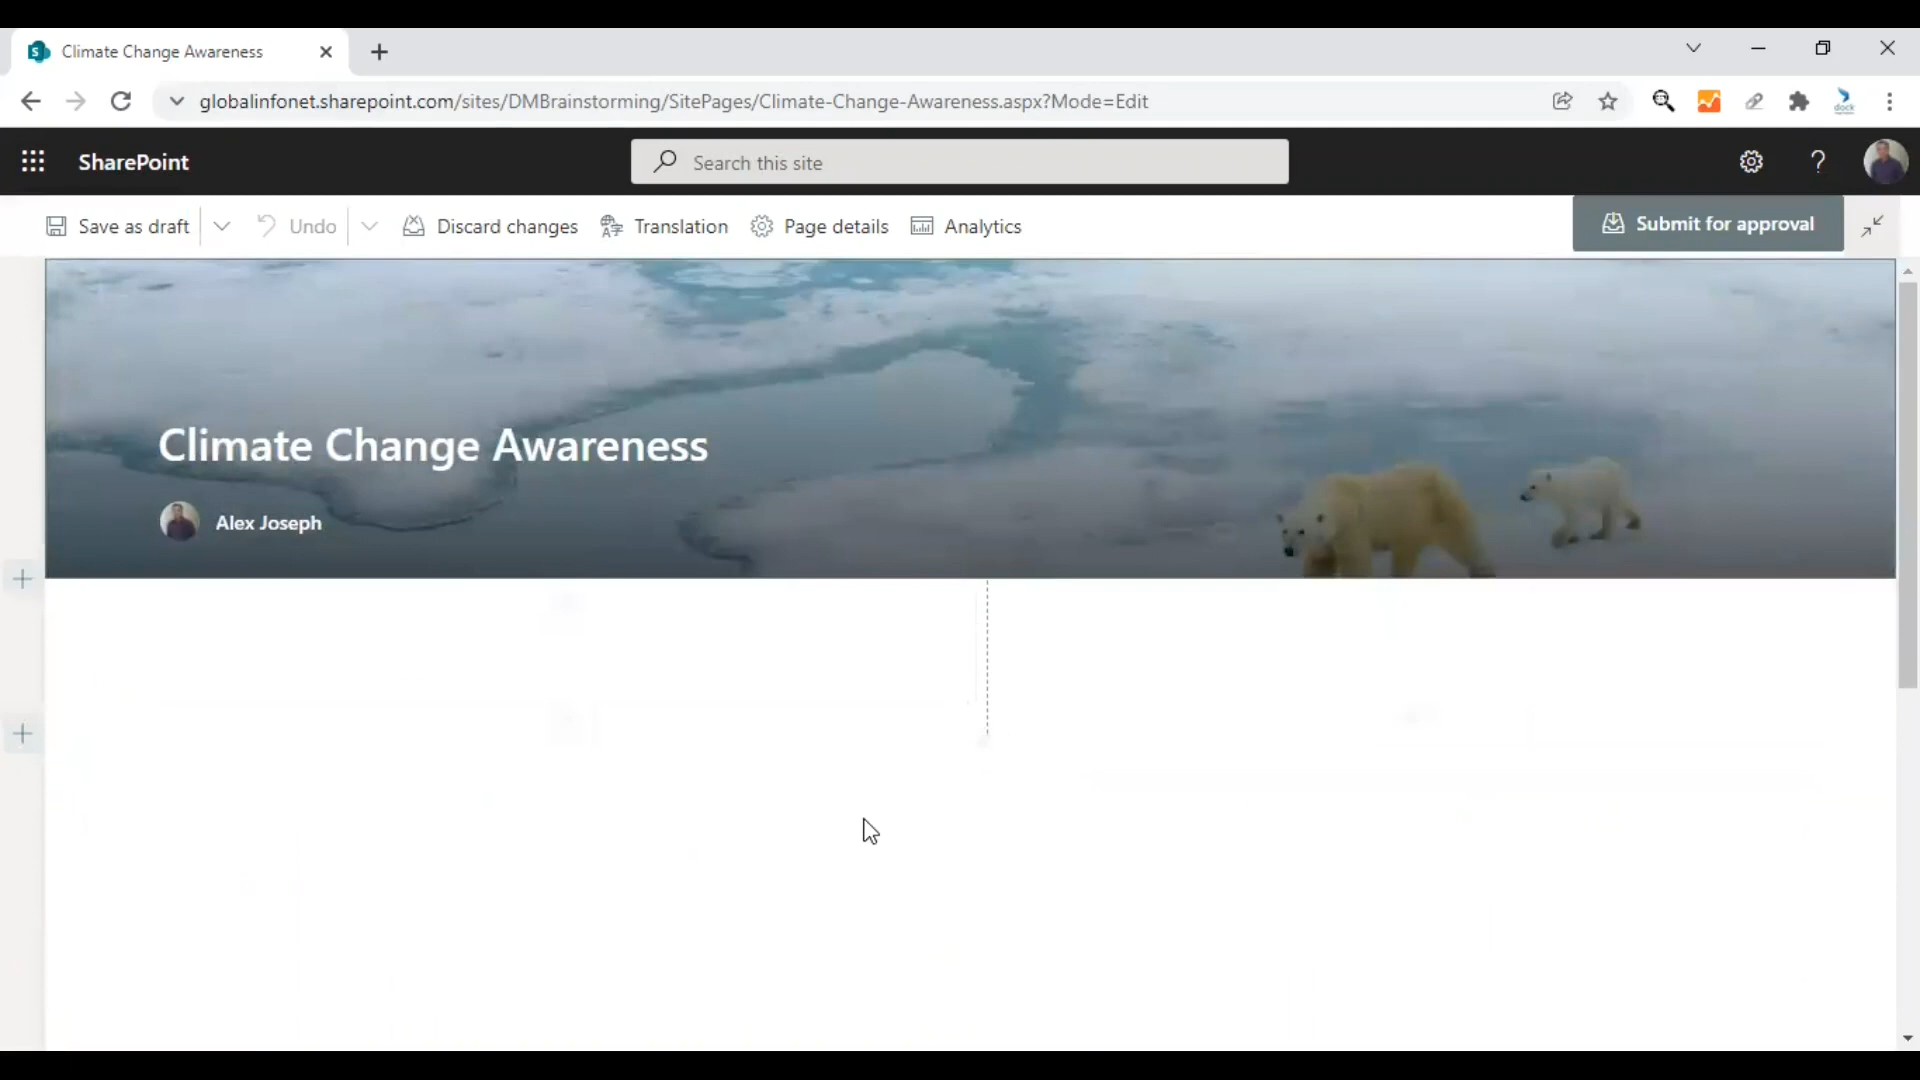 Climate Change Awareness
globalinfonet.sharepoint.com/sites/DMBrainstorming/SitePages/Climate-Change-Awareness.aspx?Mode=Edit
dock
SharePoint
Search this site
Save as draft
Undo
Discard changes
Translation
Page details
Analytics
Submit for approval
Climate Change Awareness
Alex Joseph